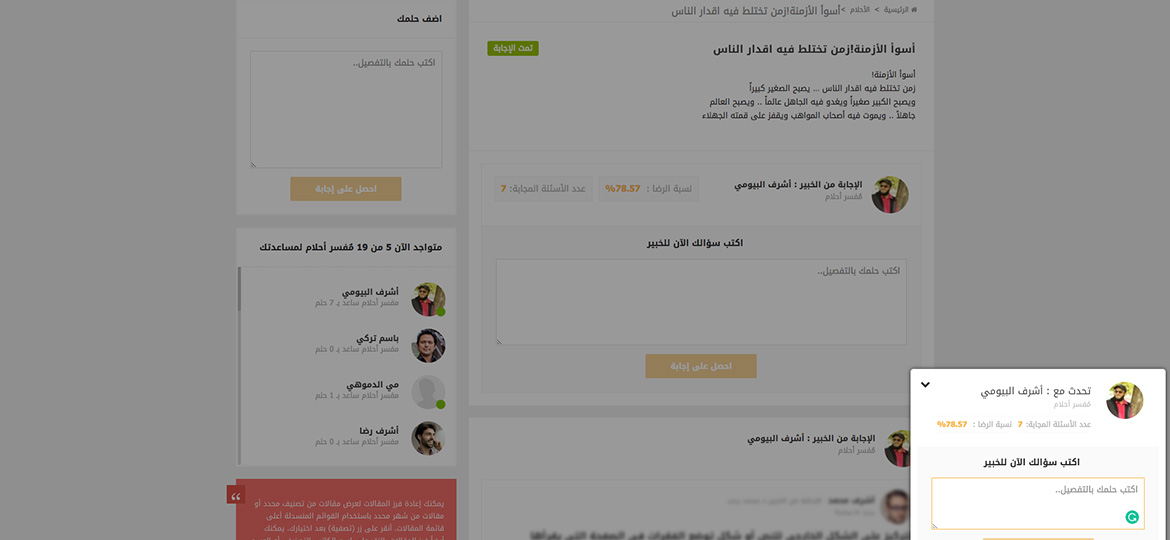 الرئيسية > الأحلام >أسوأ الأزمنة!زمن تختلط فيه اقدار الناس
أسوأ الأزمنة!زمن تختلط فيه اقدار الناس
تمت الإجابة
أسوأ الأزمنة!
زمن تختلط فيه اقدار الناس ... يصبح الصغير كبيراً
ويصبح الكبير صغيراً ويغدو فيه الجاهل عالماً .. ويصبح العالم
جاهلاً .. ويموت فيه أصحاب المواهب ويقفز على قمته الجهلاء
الإجابة من الخبير : أشرف البيومي
مُفسر أحلام
نسبة الرضا : 78.57%
عدد الأسئلة المجابة: 7
اكتب سؤالك الآن للخبير
اكتب حلمك بالتفصيل..
احصل على إجابة
الإجابة من الخبير : أشرف البيومي
مُفسر أحلام
اضف حلمك
اكتب حلمك بالتفصيل..
احصل على إجابة
متواجد الآن 5 من 19 مُفسر أحلام لمساعدتك
أشرف البيومي
مفسر أحلام ساعد بـ 7 حلم
باسم تركي
مفسر أحلام ساعد بـ 0 حلم
مي الدموهي
مفسر أحلام ساعد بـ 1 حلم
أشرف رضا
مفسر أحلام ساعد بـ 0 حلم
يمكنك إعادة فرز المقالات لعرض مقالات من تصنيف محدد أو
مقالات من شهر محدد باستخدام القوائم المنسدلة أعلى
قائمة المقالات. أنقر على زر (تصفية) بعد اختيارك. يمكنك
تحدث مع : أشرف البيومي
مُفسر أحلام
عدد الأسئلة المجابة: 7 نسبة الرضا : 78.57%
اكتب سؤالك الآن للخبير
اكتب حلمك بالتفصيل..